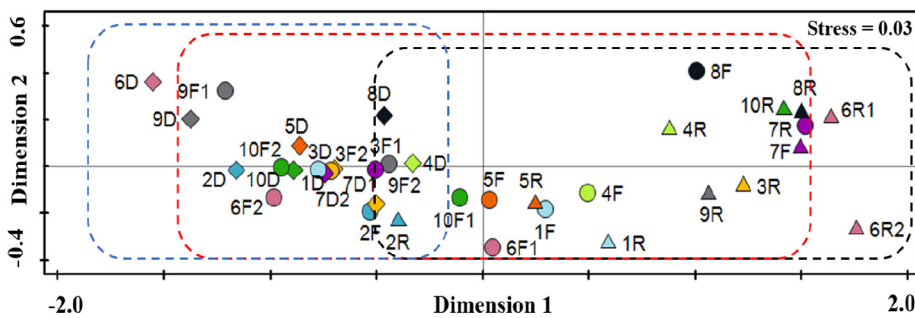 0.6
Stress = 0.03
6D
9F1
8D
8F
8R
10R
6R1
9D
5D
4R
7R
7F
10F2
3D
3F2
3F1
4D
2D
10D
1D
7D1
9F2
7D2
6F2
5F
5R
4F
3R
9R
2F
2R
10F1
6F1
1F
1R
6R2
0.2
-0.4
Dimension 2
-2.0
Dimension 1
2.0